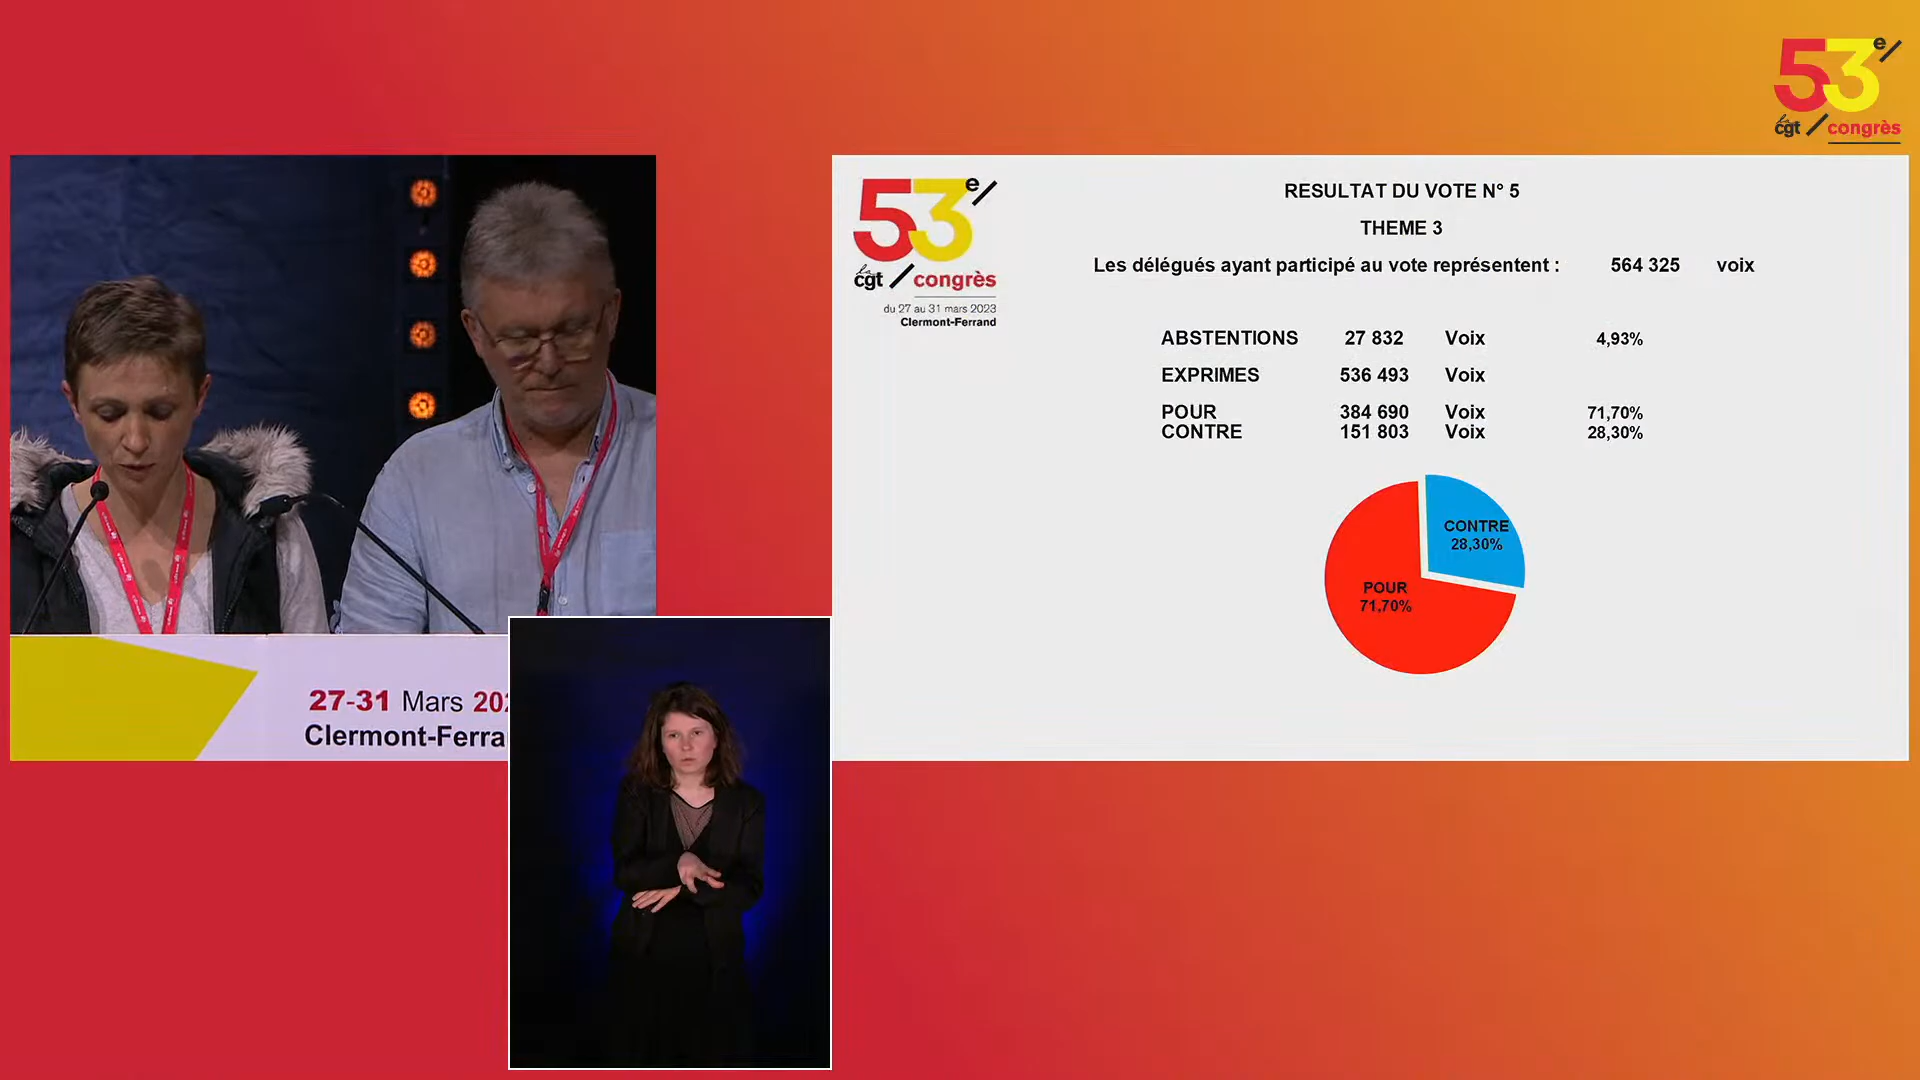 53e/
la cgt / congrès
53e/
la cgt / congrès
du 27 au 31 mars 2023
Clermont-Ferrand
RESULTAT DU VOTE N° 5
THEME 3
Les délégués ayant participé au vote représentent : 564 325 voix
ABSTENTIONS 27 832 Voix 4,93%
EXPRIMES 536 493 Voix
POUR 384 690 Voix 71,70%
CONTRE 151 803 Voix 28,30%
CONTRE
28,30%
POUR
71,70%
27-31 Mars 202
Clermont-Ferra